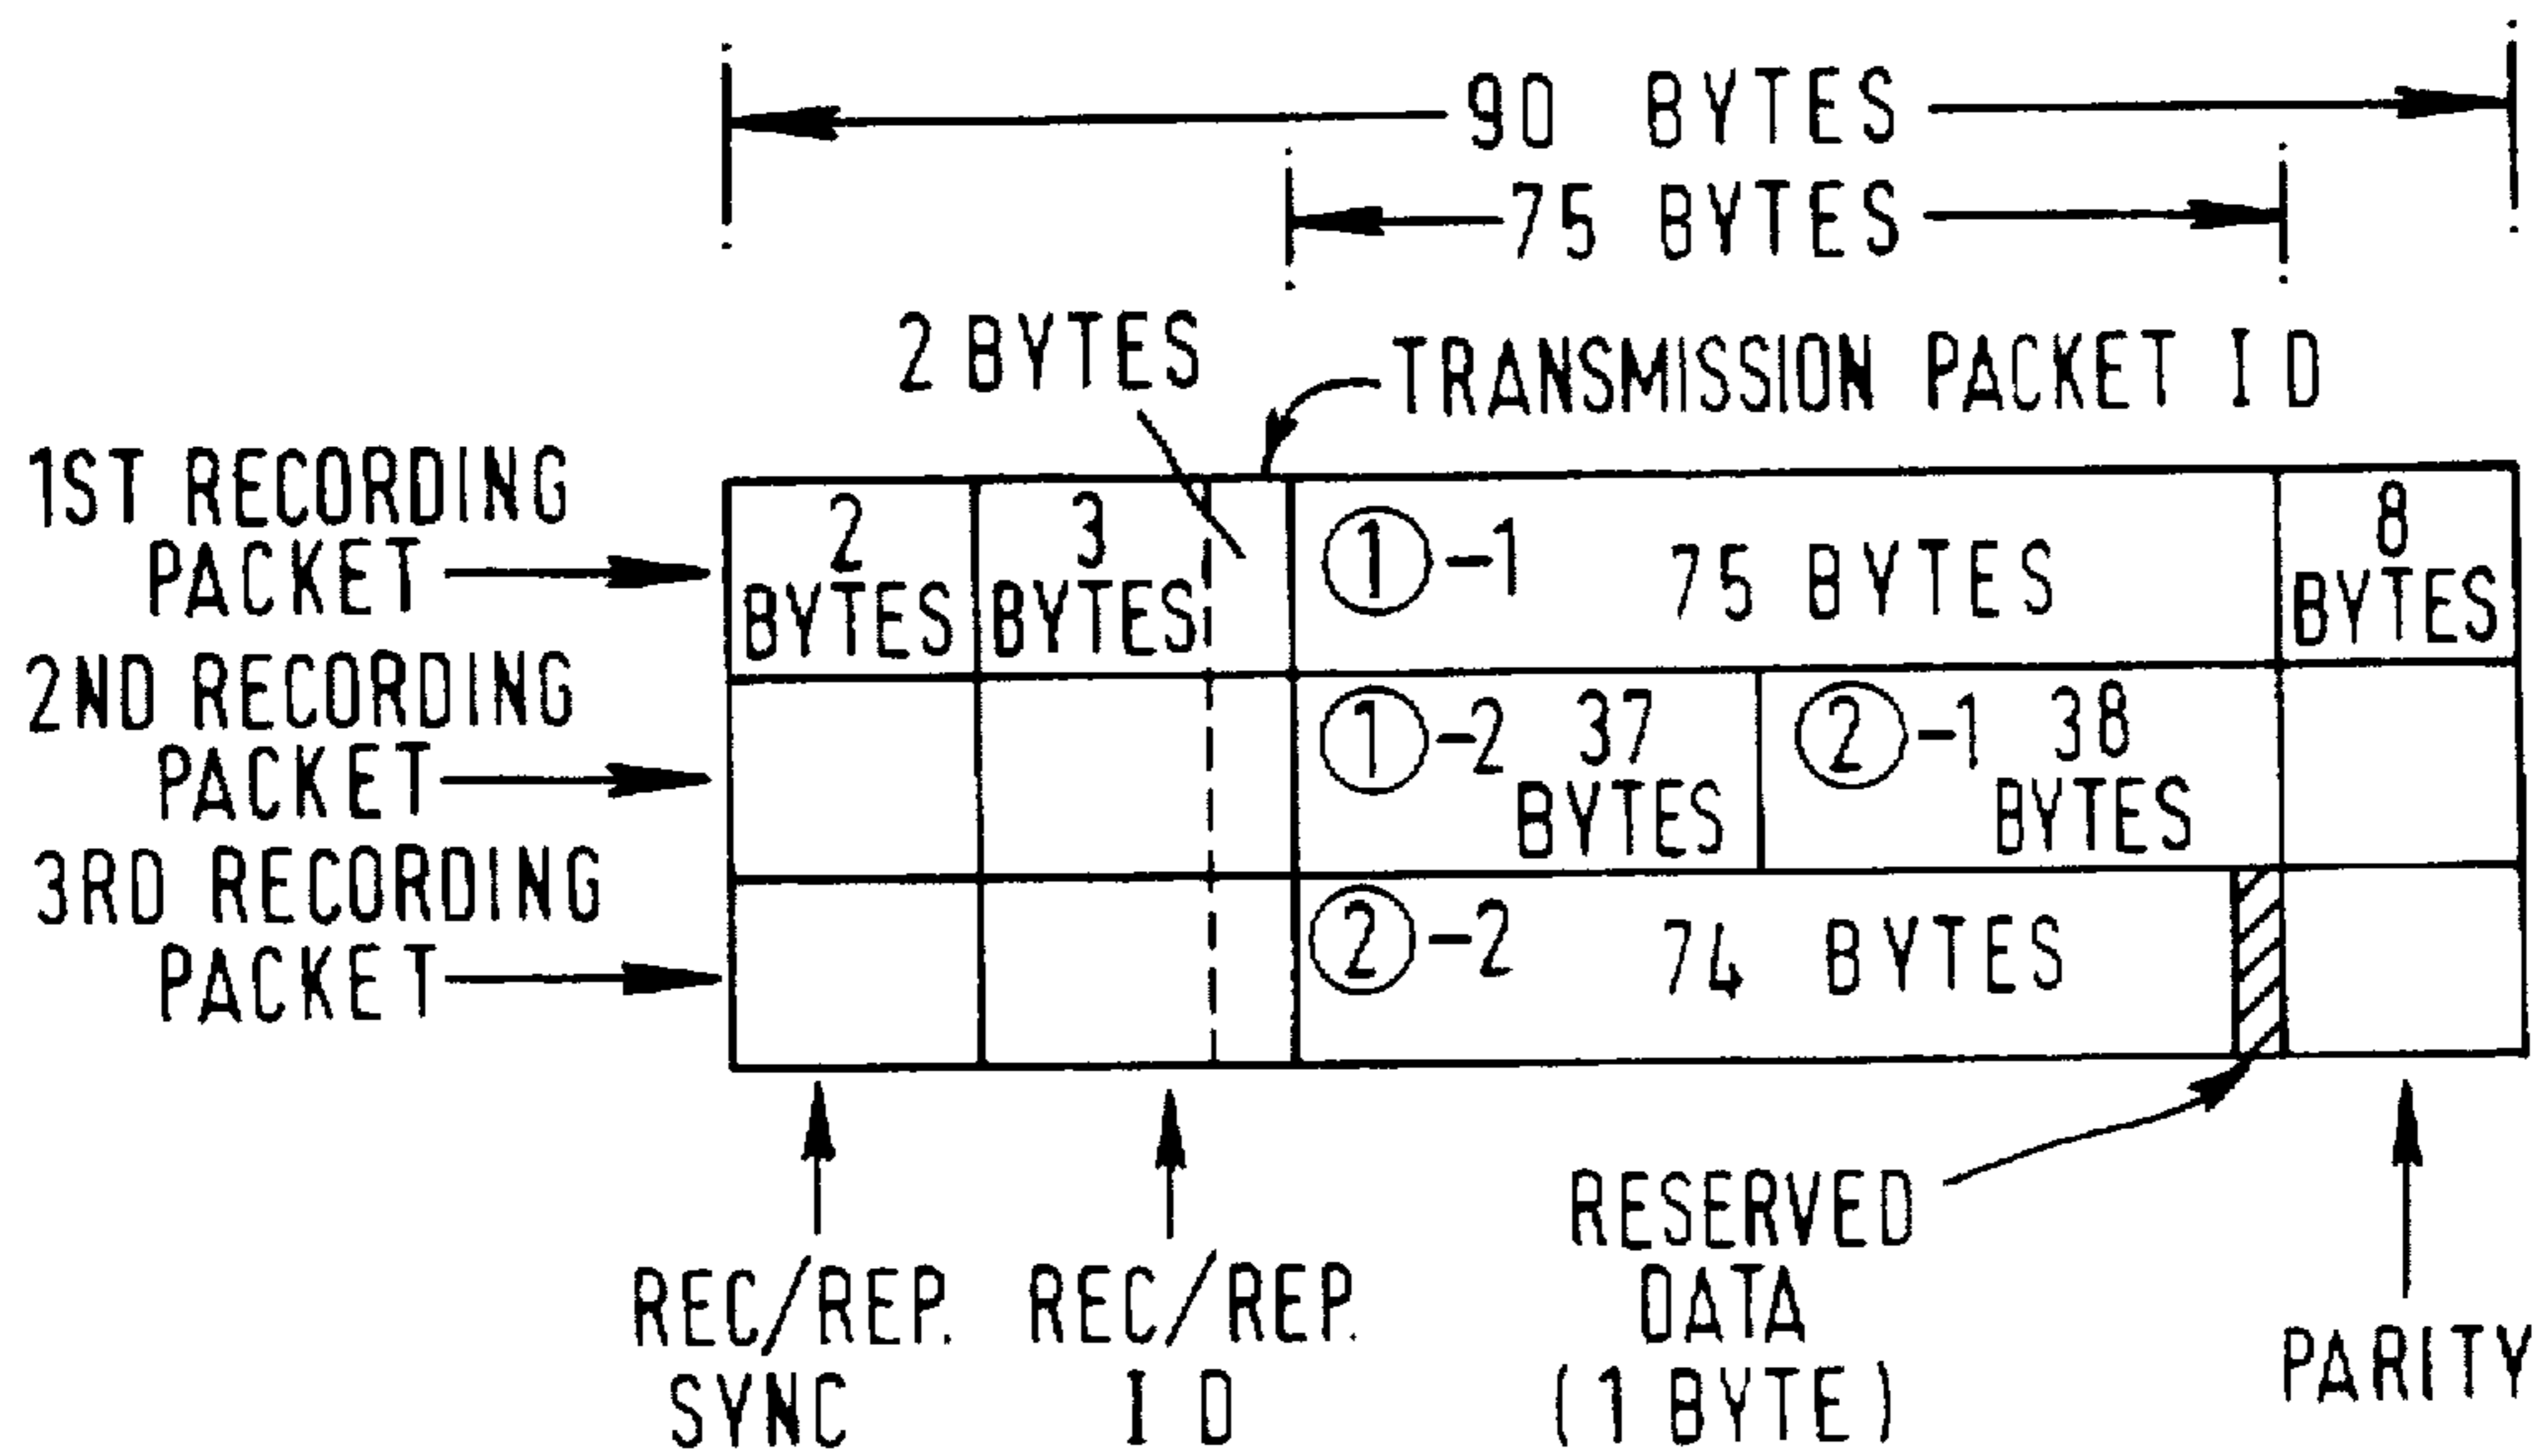 90 BYTES
75 BYTES
2 BYTES
TRANSMISSION PACKET ID
1ST RECORDING
PACKET
2
BYTES
3
BYTES
①-1 75 BYTES
8
BYTES
2ND RECORDING
PACKET
①-2 37
BYTES
②-1 38
BYTES
3RD RECORDING
PACKET
②-2 74 BYTES
REC/REP.
SYNC
REC/REP.
ID
RESERVED
DATA
(1 BYTE)
PARITY